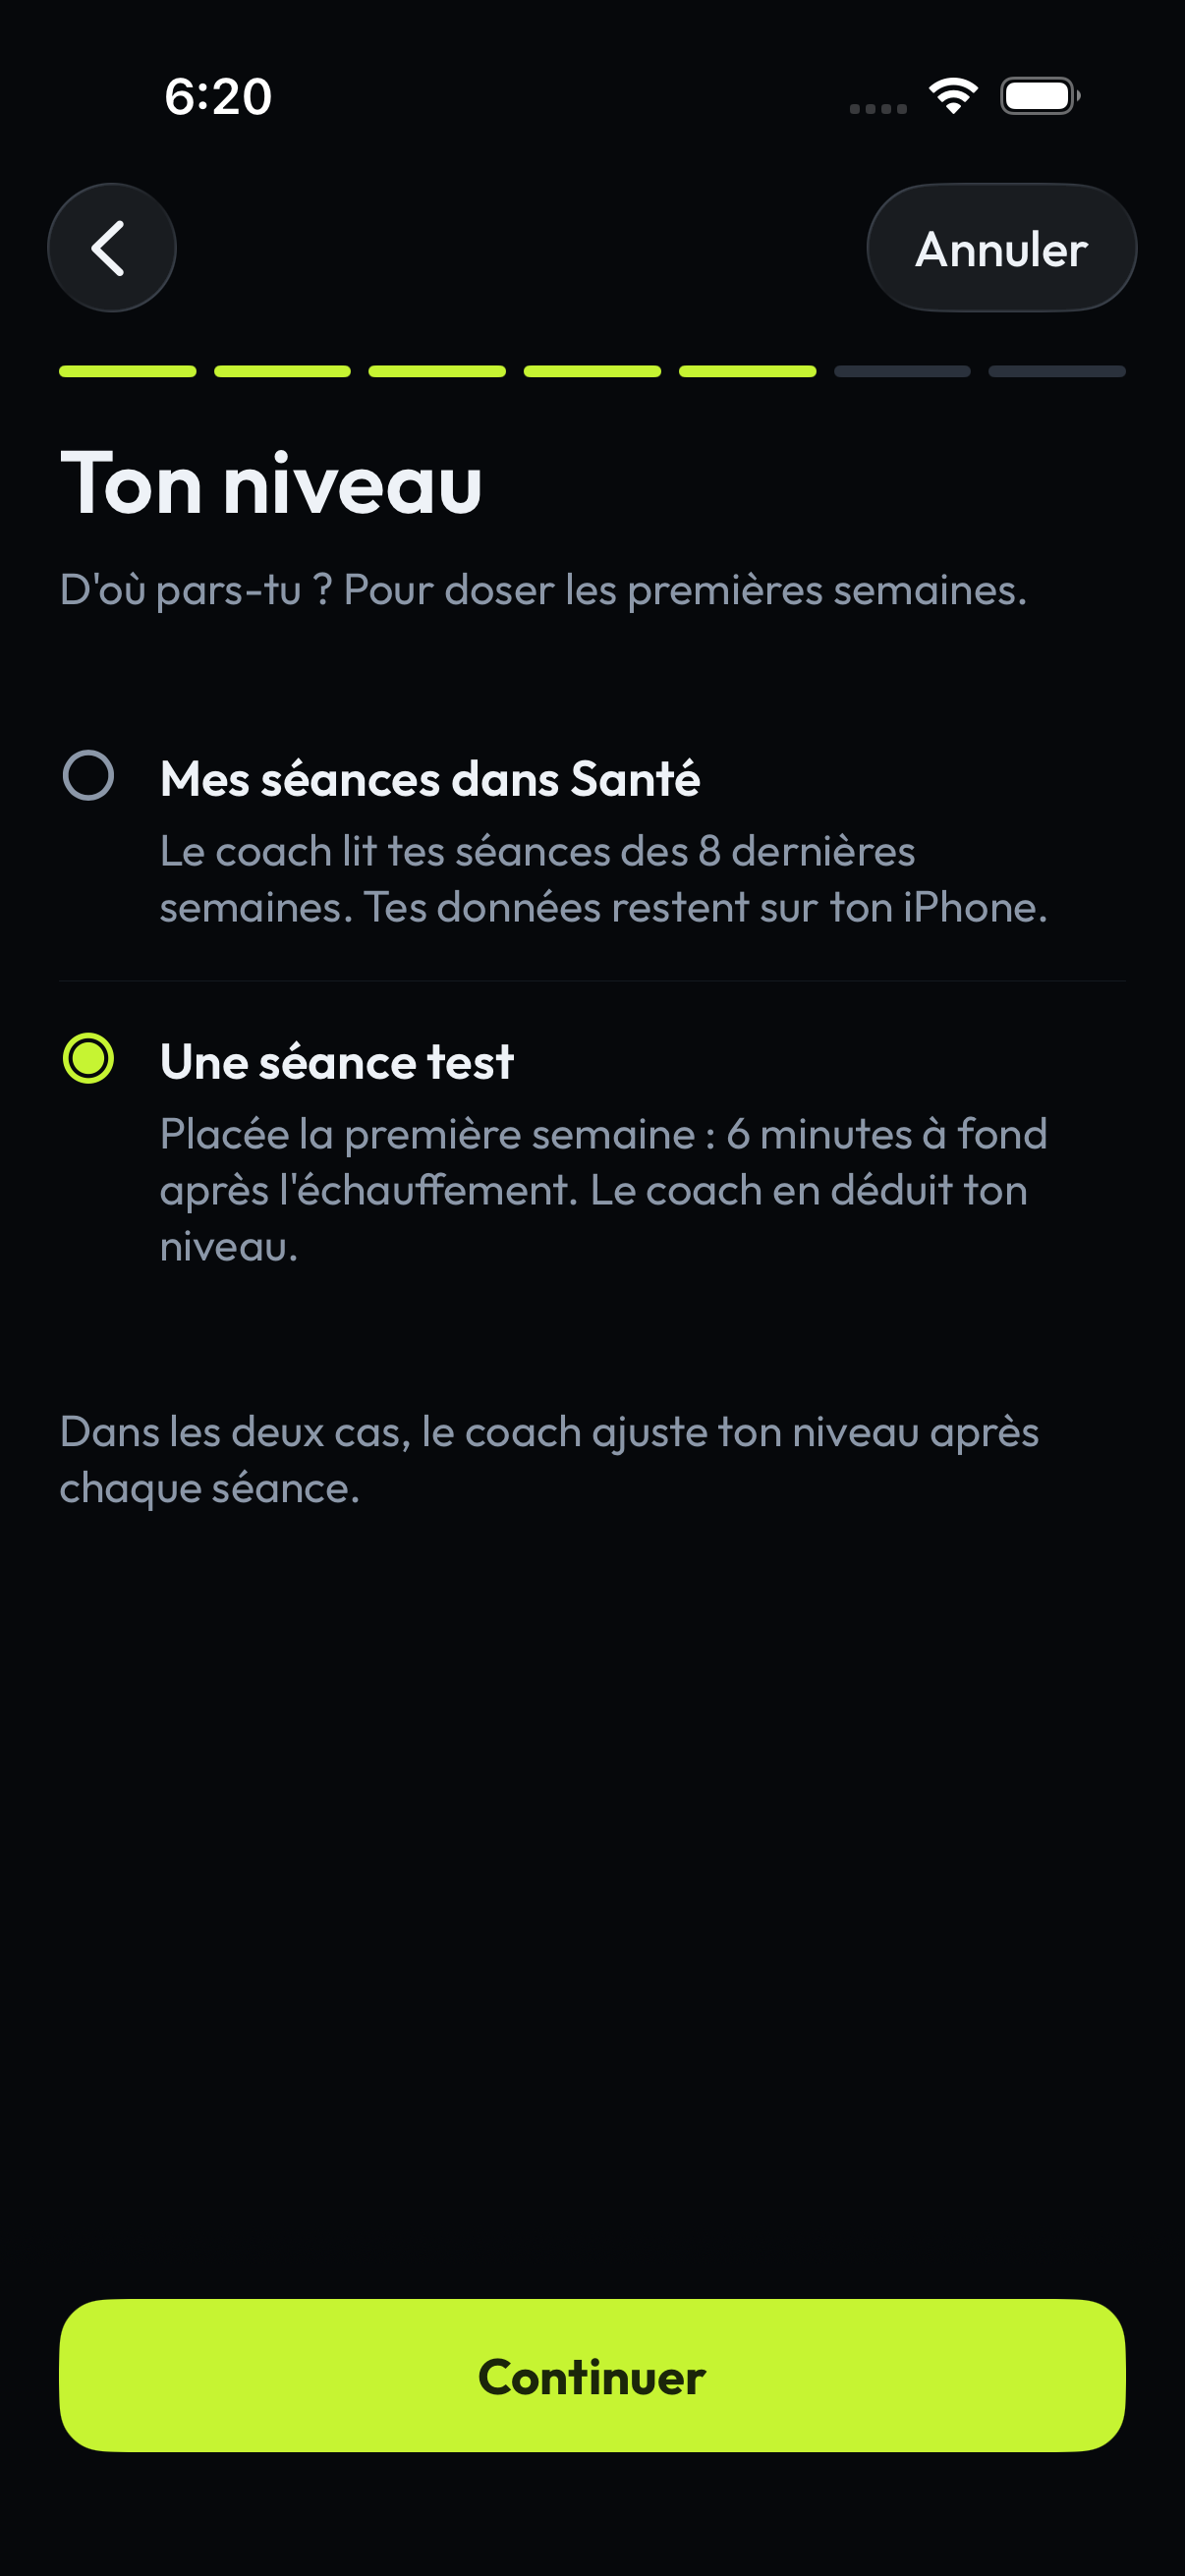 6:20
Annuler
Ton niveau
D'où pars-tu ? Pour doser les premières semaines.
Mes séances dans Santé
Le coach lit tes séances des 8 dernières
semaines. Tes données restent sur ton iPhone.
Une séance test
Placée la première semaine : 6 minutes à fond
après l'échauffement. Le coach en déduit ton
niveau.
Dans les deux cas, le coach ajuste ton niveau après
chaque séance.
Continuer